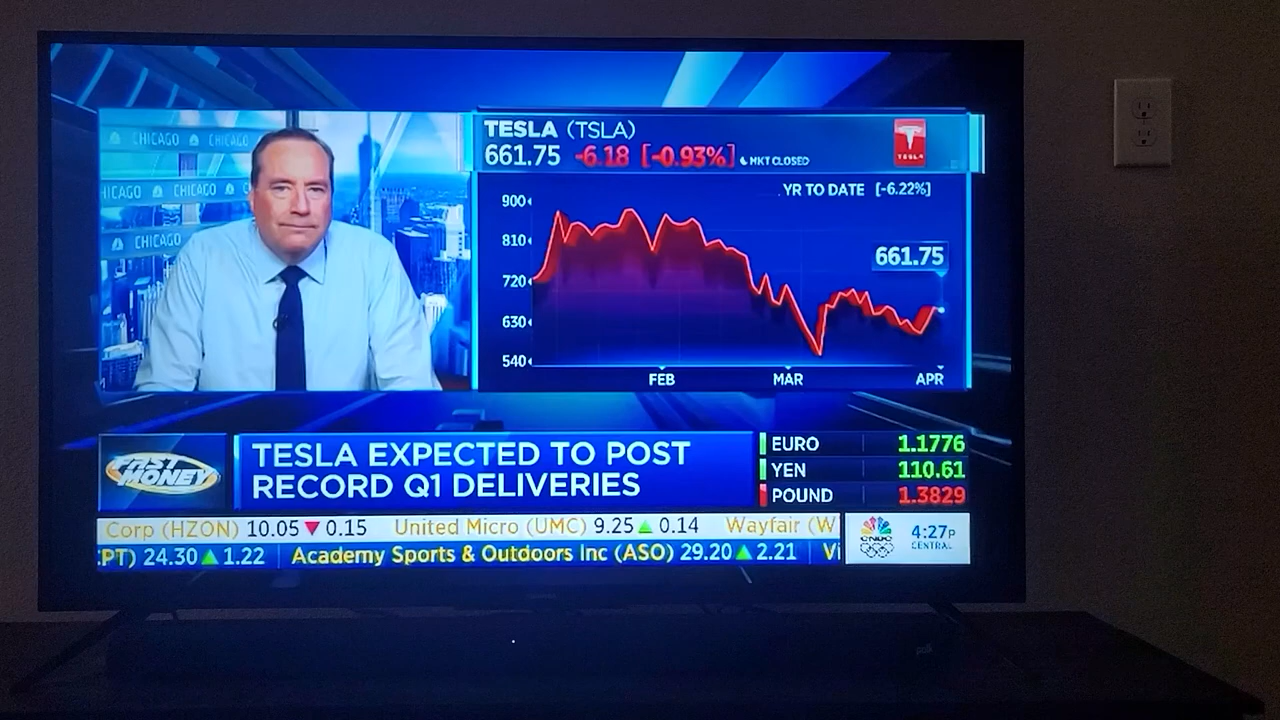 CHICAGO CHICAGO
HICAGO CHICAGO C
CHICAGO
TESLA (TSLA)
661.75 -6.18 [-0.93%] MKT CLOSED
TESLA
YR TO DATE [-6.22%]
900
810
720
630
540
661.75
FEB MAR APR
FAST MONEY
TESLA EXPECTED TO POST
RECORD Q1 DELIVERIES
EURO 1.1776
YEN 110.61
POUND 1.3829
Corp (HZON) 10.05 ▼ 0.15 United Micro (UMC) 9.25 ▲ 0.14 Wayfair (W
PT) 24.30 ▲ 1.22 Academy Sports & Outdoors Inc (ASO) 29.20 ▲ 2.21 Vi
CNBC
4:27P
CENTRAL
polk